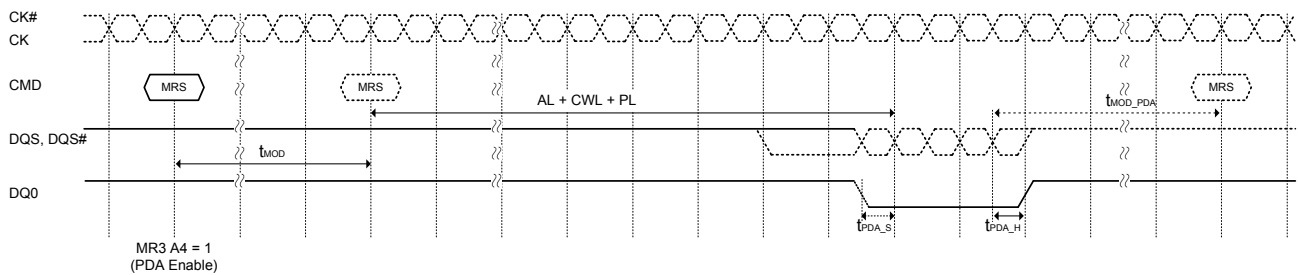 CK#
CK
CMD
MRS
MRS
MRS
AL + CWL + PL
tMOD_PDA
DQS, DQS#
tMOD
DQ0
tPDA_S
tPDA_H
MR3 A4 = 1
(PDA Enable)